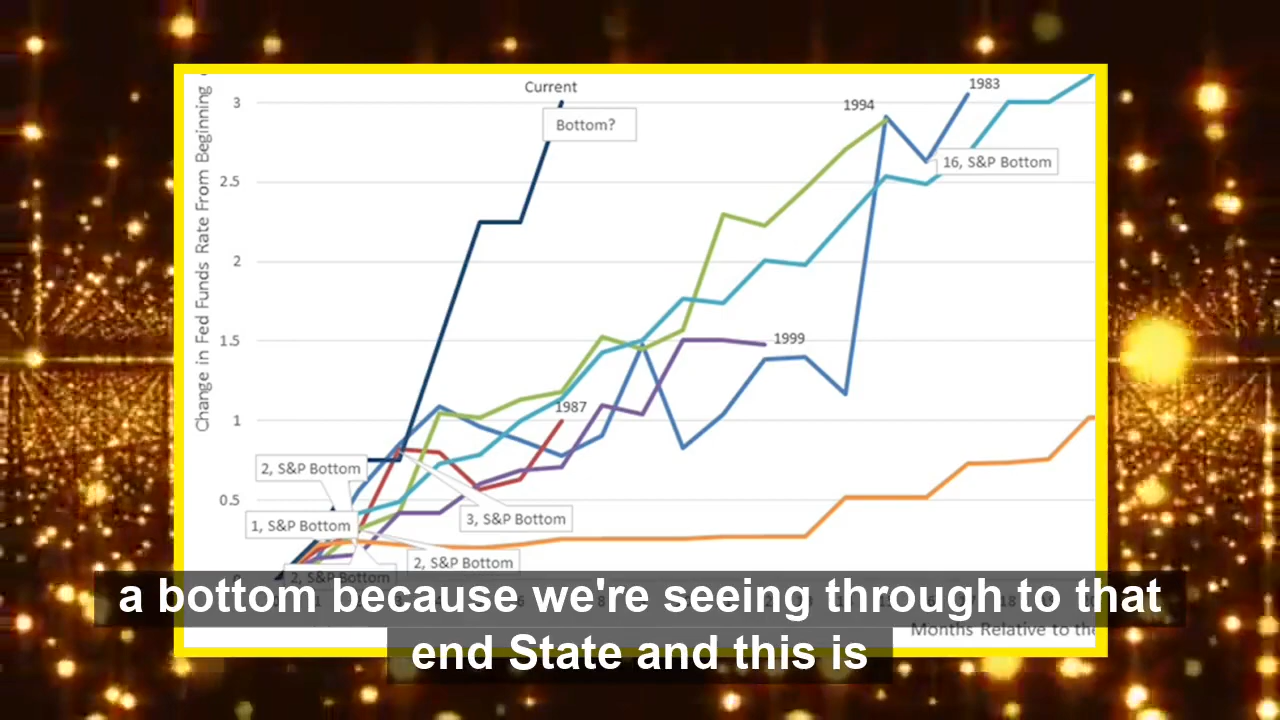 Change in Fed Funds Rate From Beginning
3
2.5
2
1.5
1
0.5
Current
Bottom?
1994
1983
16, S&P Bottom
1999
1987
2, S&P Bottom
1, S&P Bottom
3, S&P Bottom
2, S&P Bottom
2, S&P Bottom
Months Relative to the
a bottom because we're seeing through to that
end State and this is